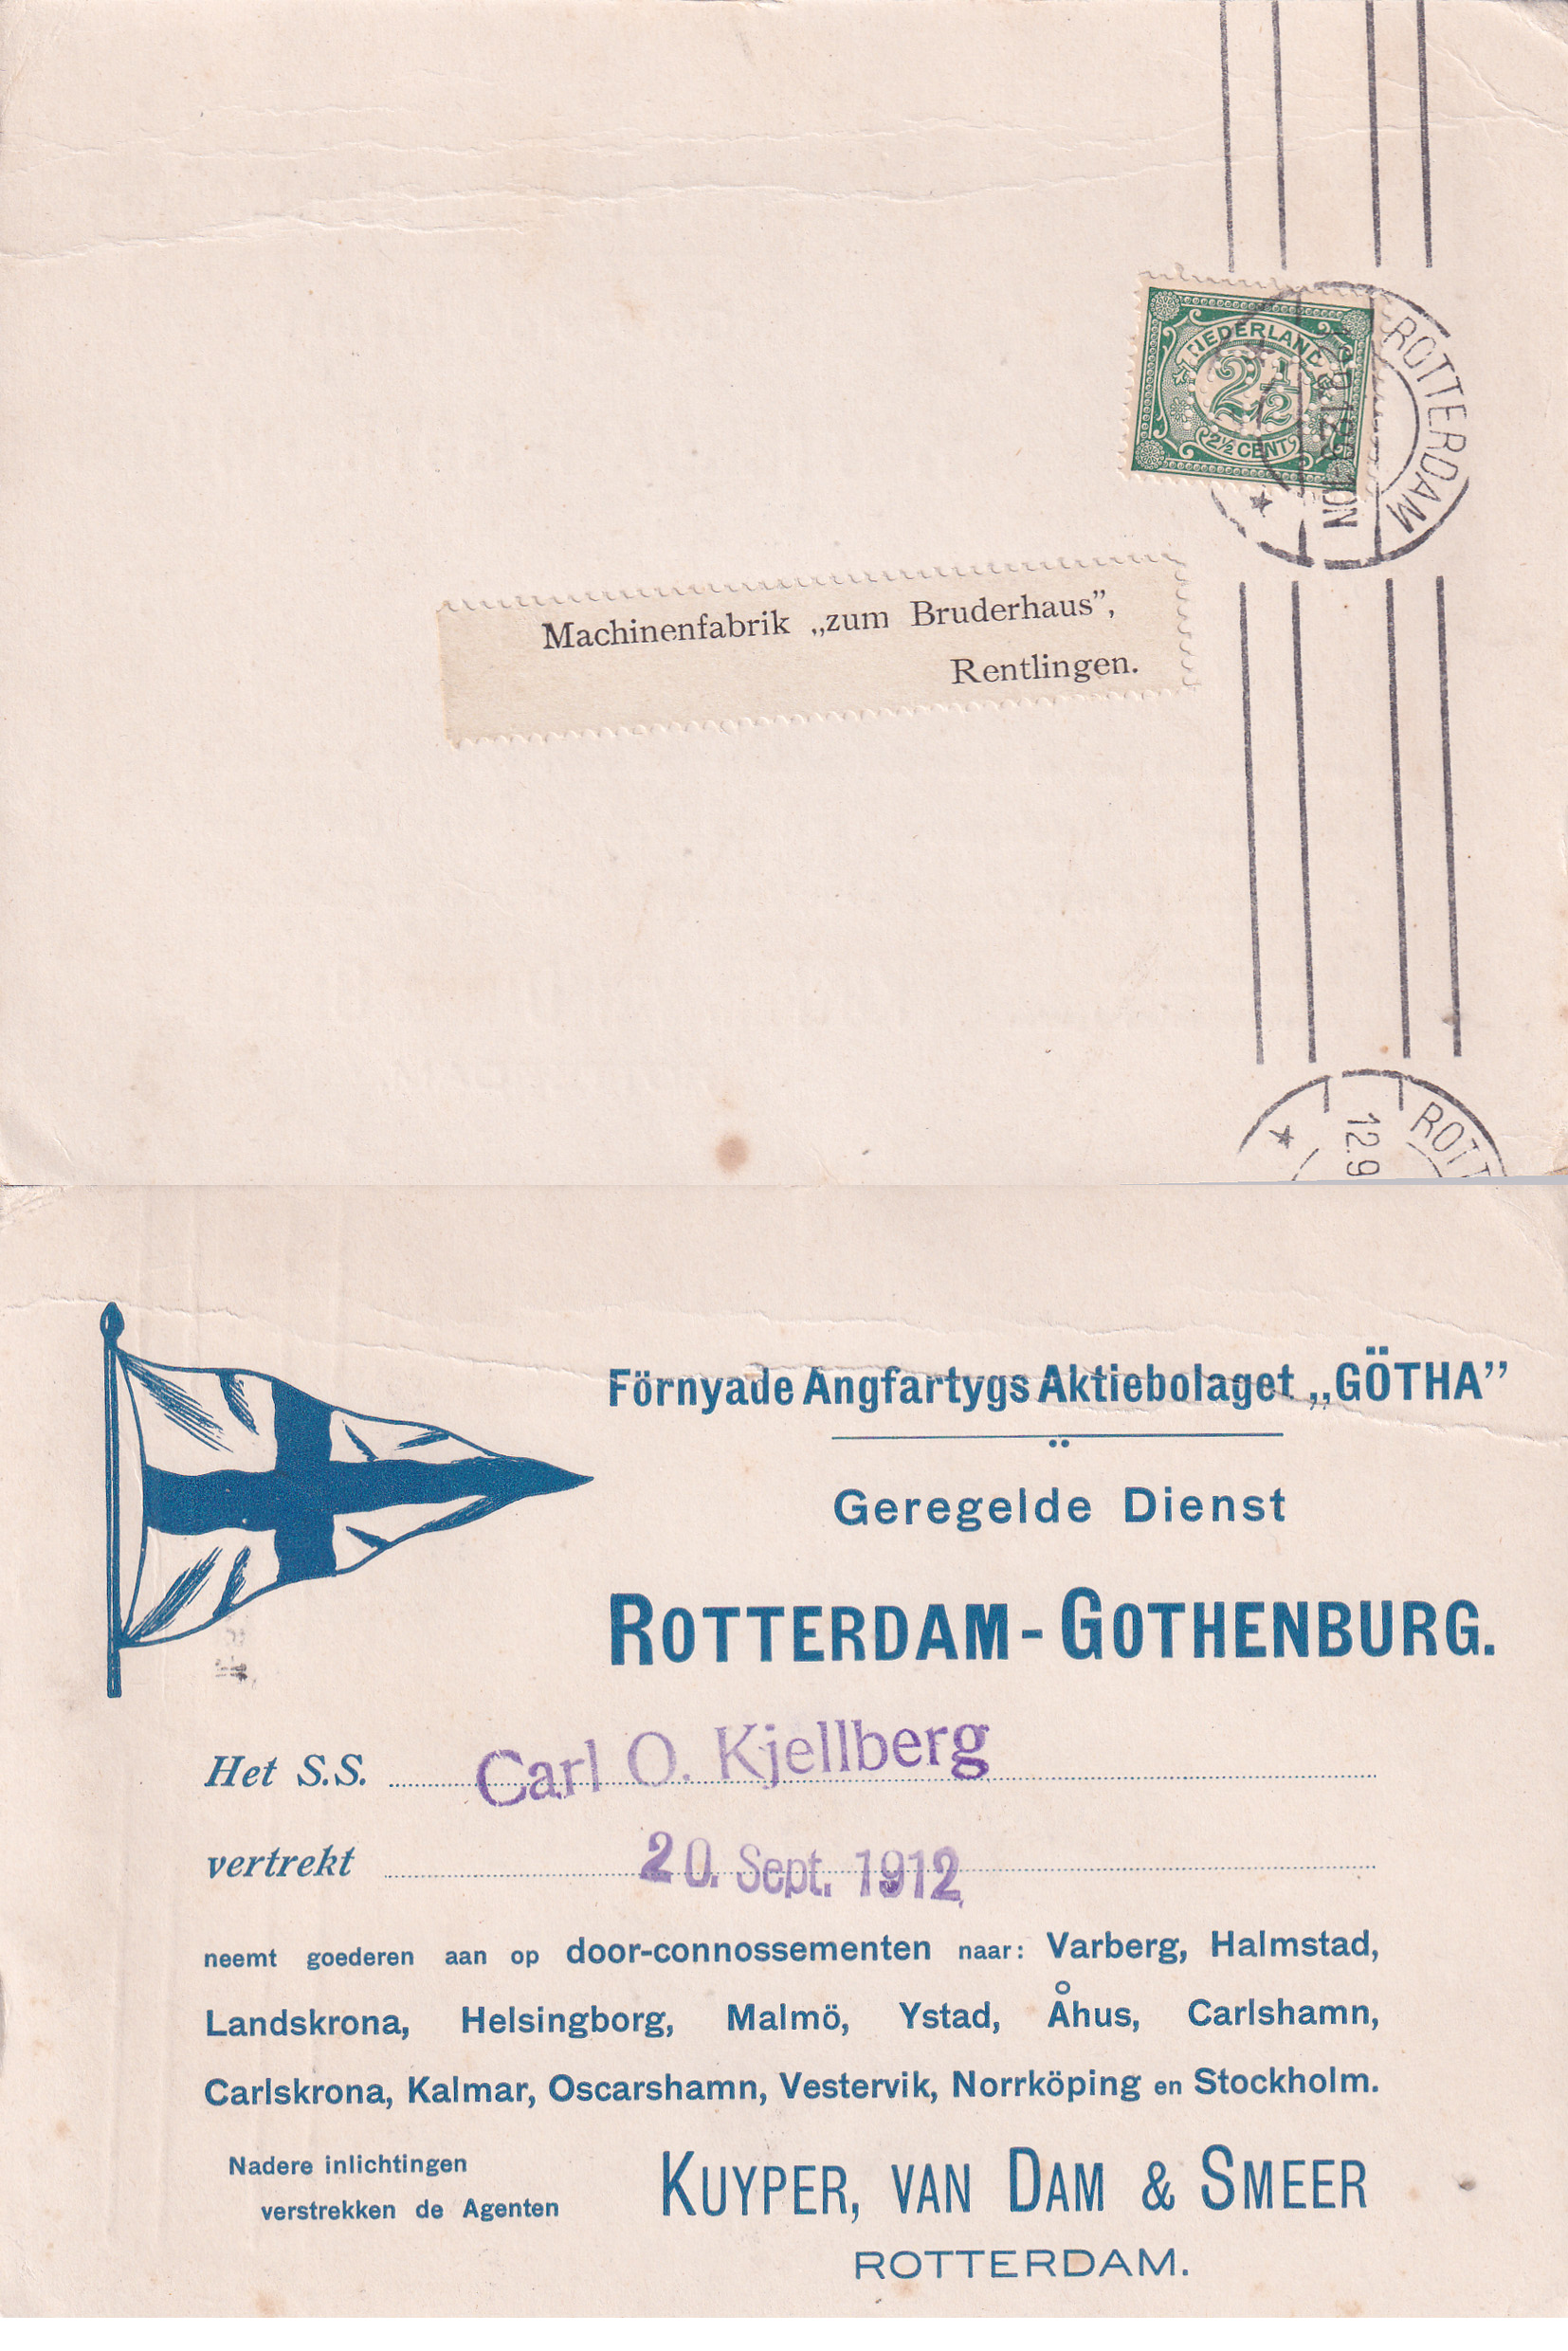 NEDERLAND
2½
2½ CENT
ROTTERDAM
Machinenfabrik „zum Bruderhaus”,
Rentlingen.
ROTT
12.9
Förnyade Angfartygs Aktiebolaget „GÖTHA”
Geregelde Dienst
ROTTERDAM-GOTHENBURG.
Het S.S. Carl O. Kjellberg
vertrekt 20. Sept. 1912
neemt goederen aan op door-connossementen naar: Varberg, Halmstad,
Landskrona, Helsingborg, Malmö, Ystad, Åhus, Carlshamn,
Carlskrona, Kalmar, Oscarshamn, Vestervik, Norrköping en Stockholm.
Nadere inlichtingen
verstrekken de Agenten
KUYPER, VAN DAM & SMEER
ROTTERDAM.